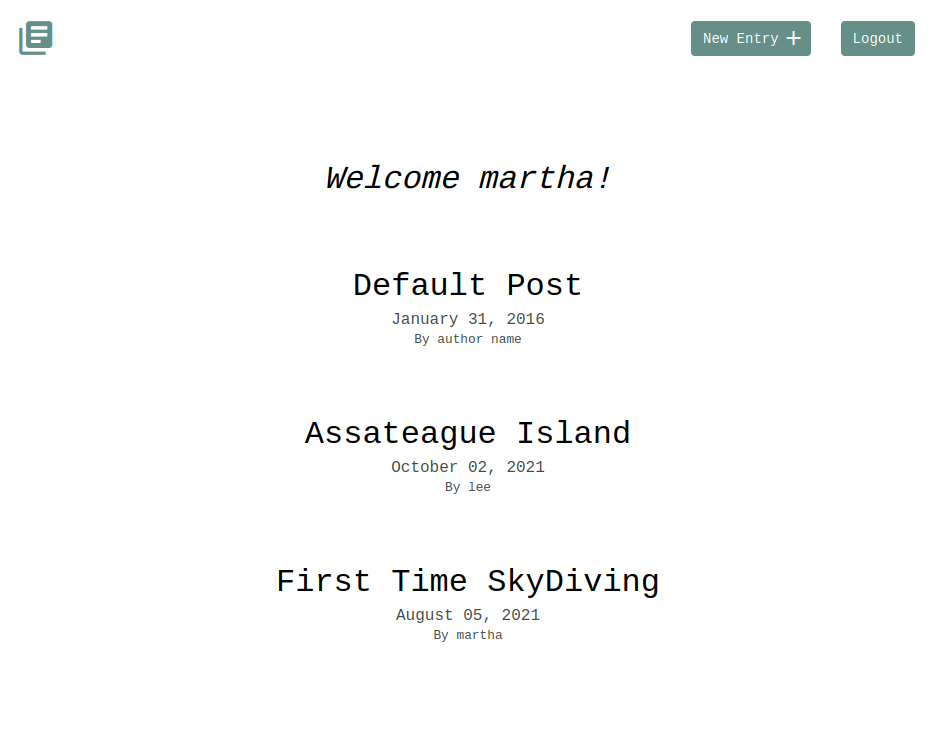 New Entry +
Logout
Welcome martha!
Default Post
January 31, 2016
By author name
Assateague Island
October 02, 2021
By lee
First Time SkyDiving
August 05, 2021
By martha